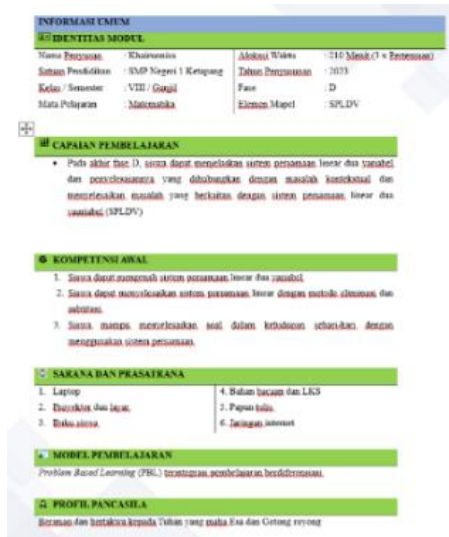 INFORMASI UMUM
IDENTITAS MODUL
Nama Penyusun : Khairunnisa
Alokasi Waktu : 210 Menit (3 x Pertemuan)
Satuan Pendidikan : SMP Negeri 1 Ketapang
Tahun Penyusunan : 2023
Kelas / Semester : VIII / Ganjil
Fase : D
Mata Pelajaran : Matematika
Elemen Mapel : SPLDV
CAPAIAN PEMBELAJARAN
• Pada akhir fase D, siswa dapat menjelaskan sistem persamaan linear dua variabel
dan penyelesaiannya yang dihubungkan dengan masalah kontekstual dan
menyelesaikan masalah yang berkaitan dengan sistem persamaan linear dua
(SPLDV)
KOMPETENSI AWAL
1. Siswa dapat sistem persamaan linear dua variabel
2. Siswa dapat menyelesaikan sistem persamaan linear dengan metode eliminasi dan
substitusi
3. Siswa mampu menyelesaikan soal dalam kehidupan sehari-hari dengan
menggunakan sistem persamaan
SARANA DAN PRASATRANA
1. Laptop
2. Proyektor dan layar
3. Buku siswa
4. Bahan bacaan dan LKS
5. Papan tulis
6. Jaringan internet
MODEL PEMBELAJARAN
Problem Based Learning (PBL) terintegrasi pembelajaran berdiferensiasi
PROFIL PANCASILA
Beriman dan bertakwa kepada Tuhan yang maha Esa dan Gotong royong